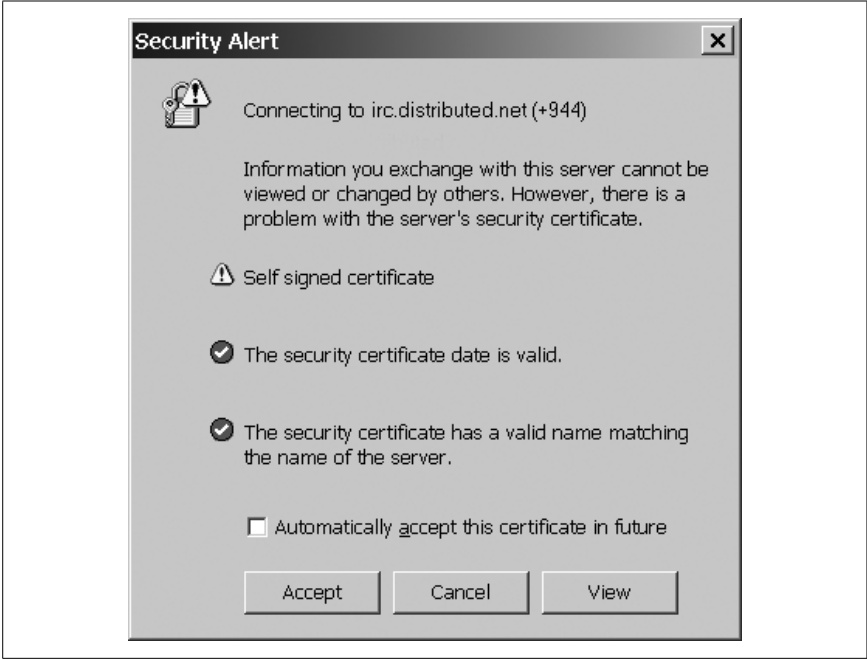 Security Alert
Connecting to irc.distributed.net (+944)
Information you exchange with this server cannot be
viewed or changed by others. However, there is a
problem with the server's security certificate.
Self signed certificate
The security certificate date is valid.
The security certificate has a valid name matching
the name of the server.
Automatically accept this certificate in future
Accept Cancel View